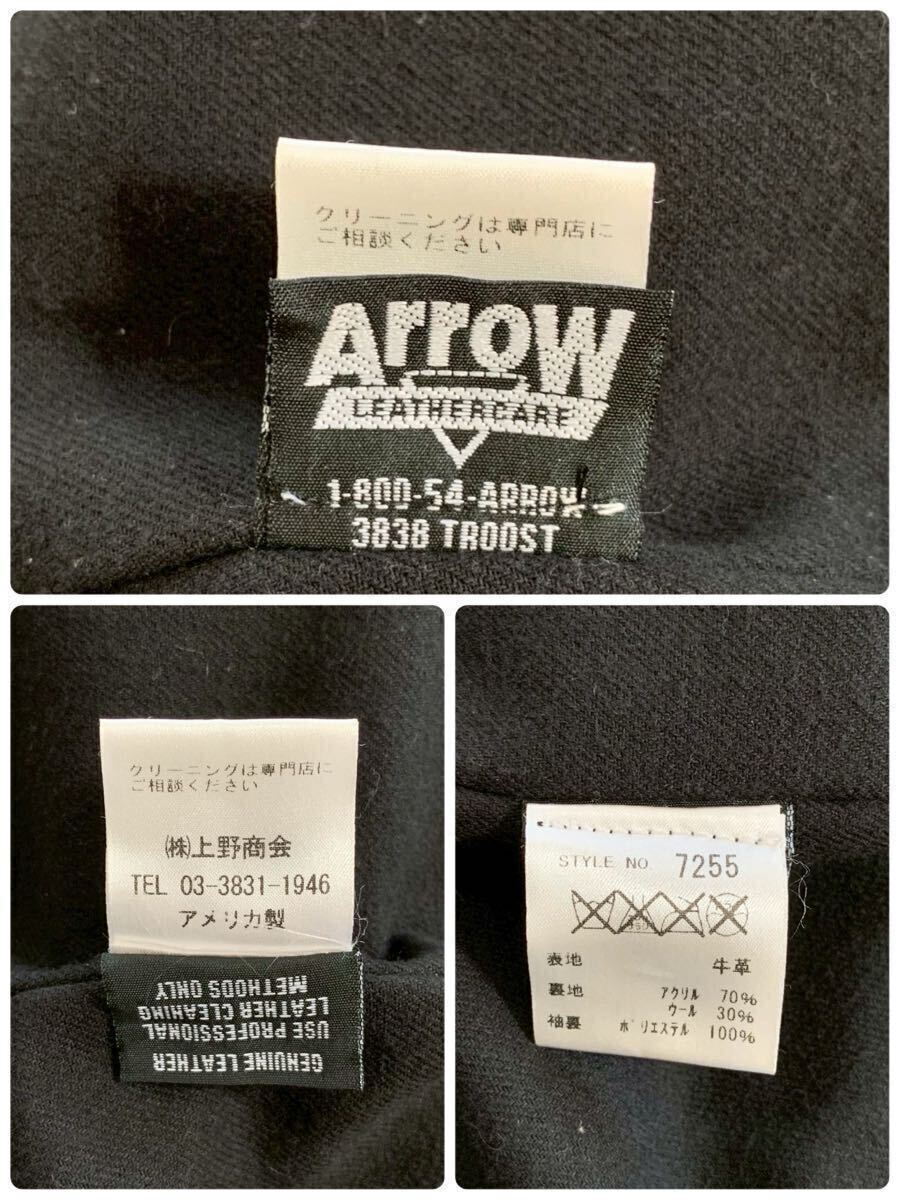 クリーニングは専門店に
ご相談ください
ArroW
LEATHERCARE
1-800-54-ARROW
3838 TROOST
クリーニングは専門店に
ご相談ください
㈱上野商会
TEL 03-3831-1946
アメリカ製
GENUINE LEATHER
USE PROFESSIONAL
LEATHER CLEANING
METHODS ONLY
STYLE NO. 7255
表地 牛革
裏地 アクリル 70%
ウール 30%
袖裏 ポリエステル 100%